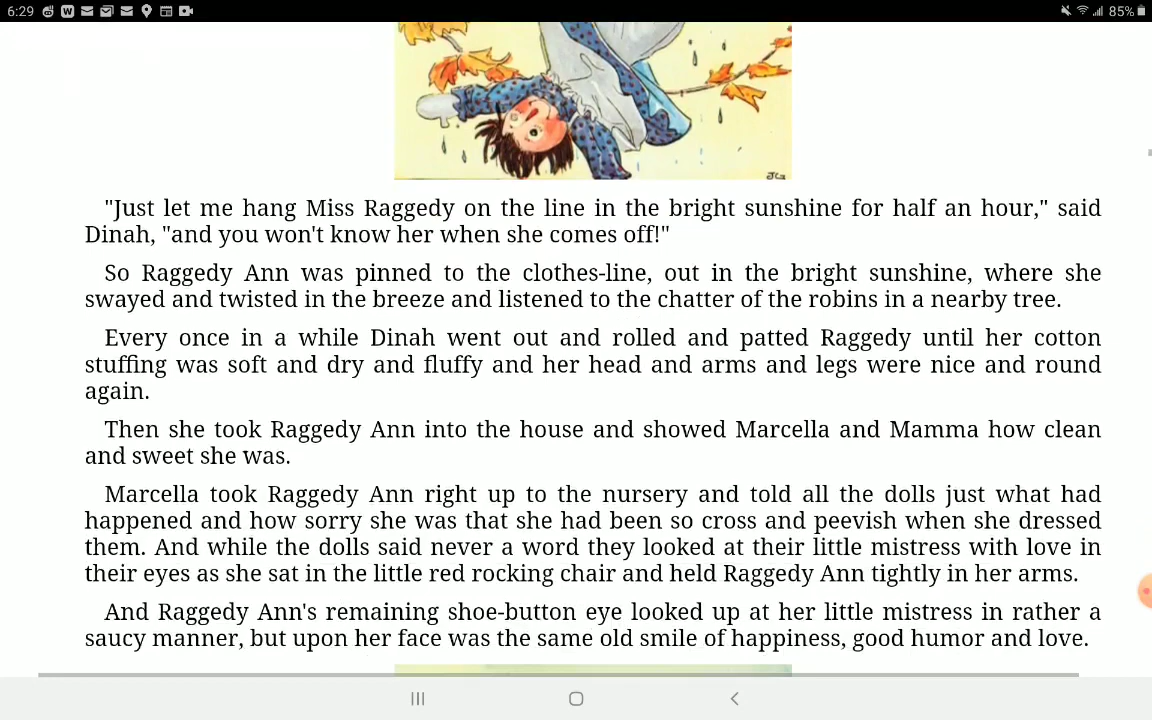 6:29
85%
JG
"Just let me hang Miss Raggedy on the line in the bright sunshine for half an hour," said
Dinah, "and you won't know her when she comes off!"
So Raggedy Ann was pinned to the clothes-line, out in the bright sunshine, where she
swayed and twisted in the breeze and listened to the chatter of the robins in a nearby tree.
Every once in a while Dinah went out and rolled and patted Raggedy until her cotton
stuffing was soft and dry and fluffy and her head and arms and legs were nice and round
again.
Then she took Raggedy Ann into the house and showed Marcella and Mamma how clean
and sweet she was.
Marcella took Raggedy Ann right up to the nursery and told all the dolls just what had
happened and how sorry she was that she had been so cross and peevish when she dressed
them. And while the dolls said never a word they looked at their little mistress with love in
their eyes as she sat in the little red rocking chair and held Raggedy Ann tightly in her arms.
And Raggedy Ann's remaining shoe-button eye looked up at her little mistress in rather a
saucy manner, but upon her face was the same old smile of happiness, good humor and love.